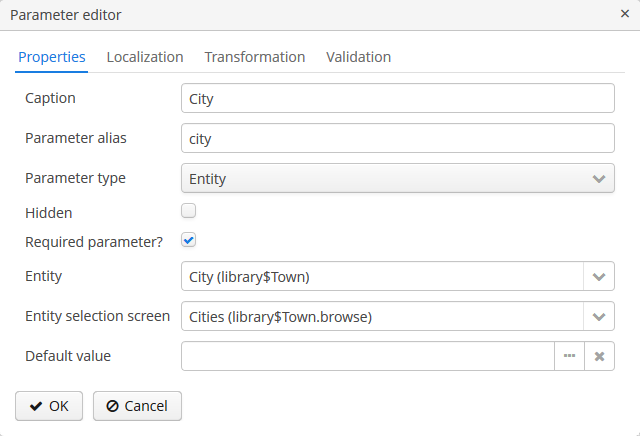 Parameter editor
Properties Localization Transformation Validation
Caption City
Parameter alias city
Parameter type Entity
Hidden
Required parameter?
Entity City (library$Town)
Entity selection screen Cities (library$Town.browse)
Default value
OK Cancel